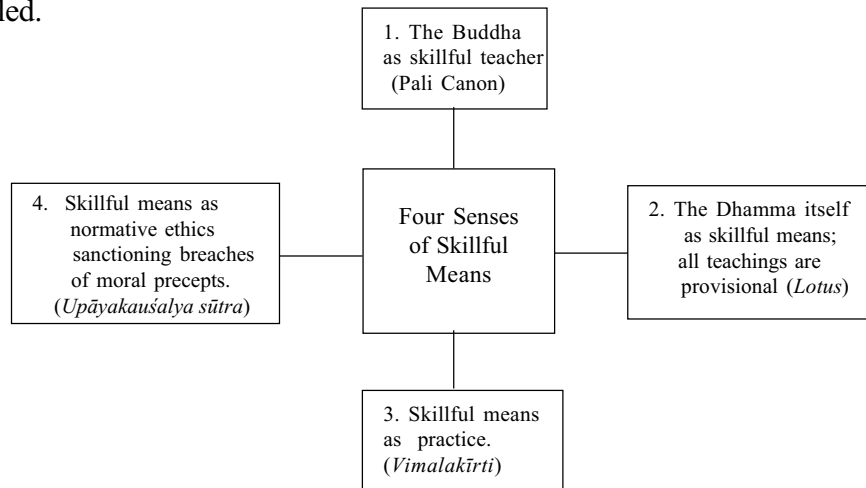 led.
1. The Buddha
as skillful teacher
(Pali Canon)
4. Skillful means as
normative ethics
sanctioning breaches
of moral precepts.
(Upāyakauśalya sūtra)
Four Senses
of Skillful
Means
2. The Dhamma itself
as skillful means;
all teachings are
provisional (Lotus)
3. Skillful means
as practice.
(Vimalakīrti)